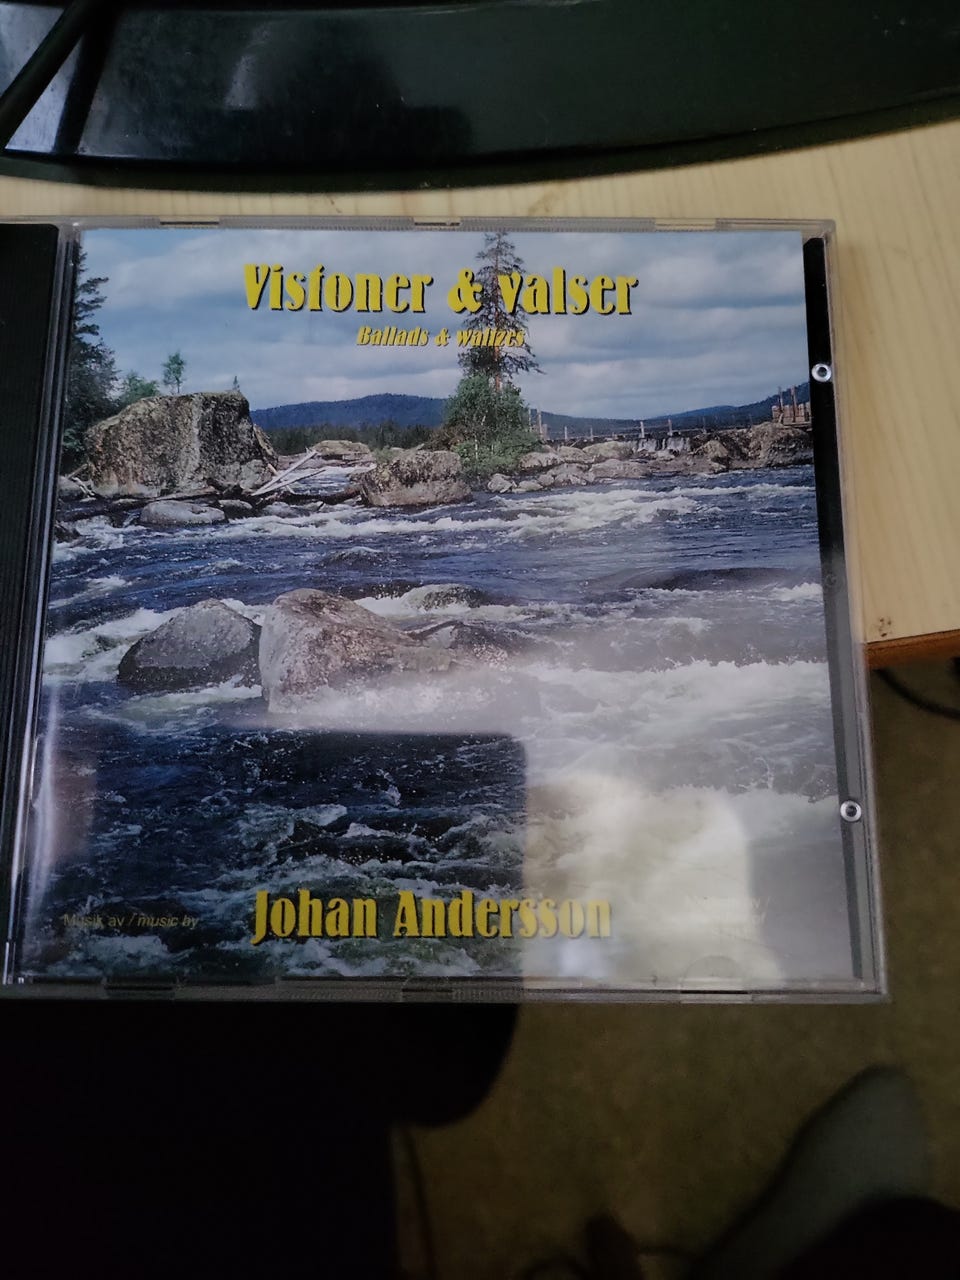 Vistoner & valser
Ballads & waltzes
Musik av / music by
Johan Andersson